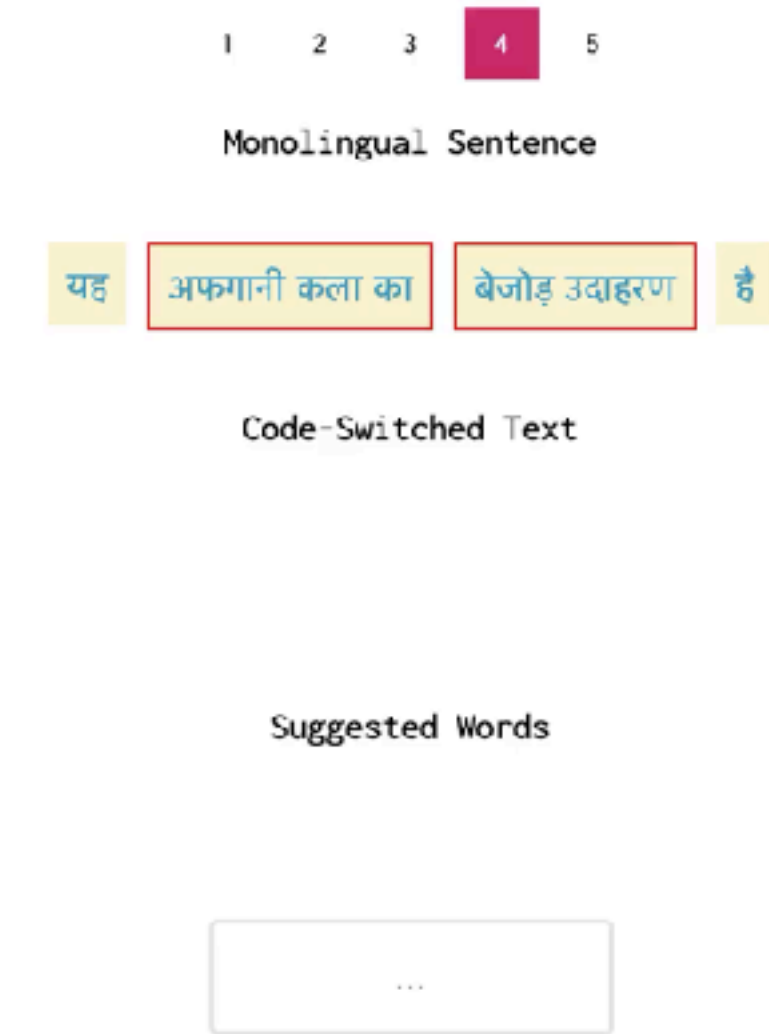 1 2 3 4 5
Monolingual Sentence
यह अफगानी कला का बेजोड़ उदाहरण है
Code-Switched Text
Suggested Words
...